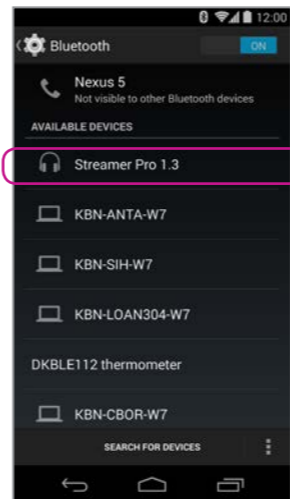 12:00
Bluetooth
ON
Nexus 5
Not visible to other Bluetooth devices
AVAILABLE DEVICES
Streamer Pro 1.3
KBN-ANTA-W7
KBN-SIH-W7
KBN-LOAN304-W7
DKBLE112 thermometer
KBN-CBOR-W7
SEARCH FOR DEVICES